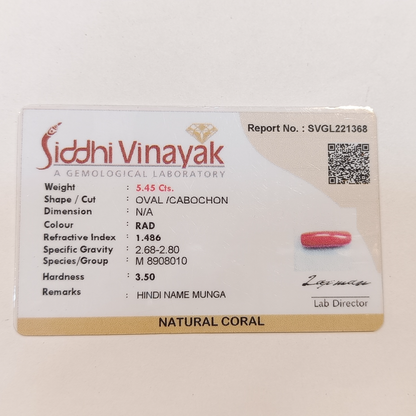 Siddhi Vinayak
A GEMOLOGICAL LABORATORY
Report No. : SVGL221368
Weight : 5.45 Cts.
Shape / Cut : OVAL /CABOCHON
Dimension : N/A
Colour : RAD
Refractive Index : 1.486
Specific Gravity : 2.68-2.80
Species/Group : M 8908010
Hardness : 3.50
Remarks : HINDI NAME MUNGA
Lab Director
NATURAL CORAL